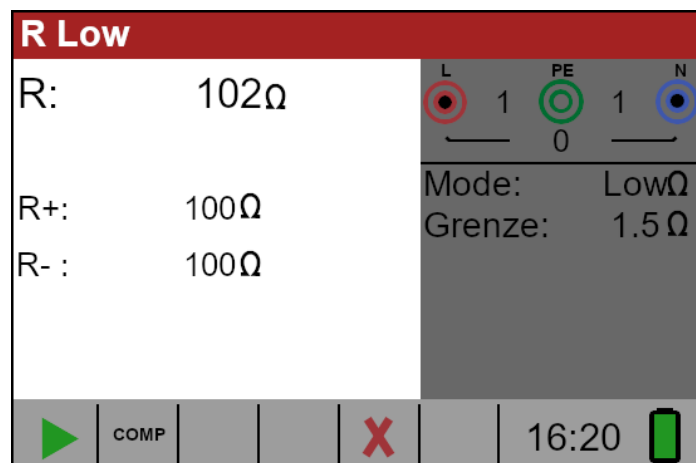 R Low
R: 102Ω
R+: 100Ω
R- : 100Ω
L PE N
1 1
0
Mode: LowΩ
Grenze: 1.5 Ω
COMP 16:20